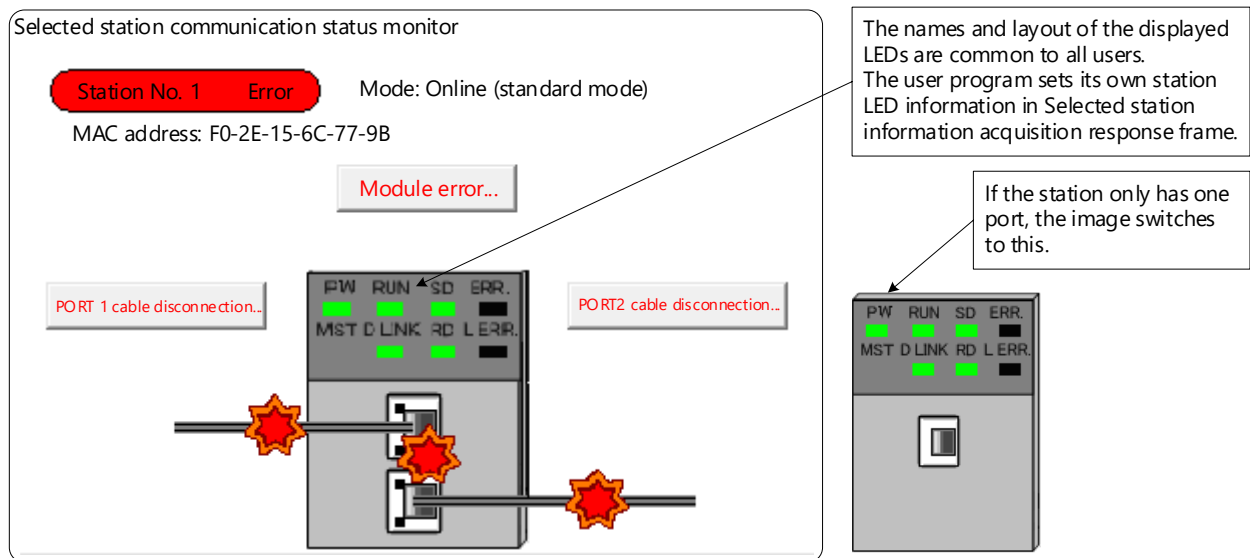 Selected station communication status monitor
Station No. 1 Error
Mode: Online (standard mode)
MAC address: F0-2E-15-6C-77-9B
Module error...
PORT 1 cable disconnection...
PORT2 cable disconnection...
PW RUN SD ERR.
MST D LINK RD L ERR.
The names and layout of the displayed
LEDs are common to all users.
The user program sets its own station
LED information in Selected station
information acquisition response frame.
If the station only has one
port, the image switches
to this.
PW RUN SD ERR.
MST D LINK RD L ERR.